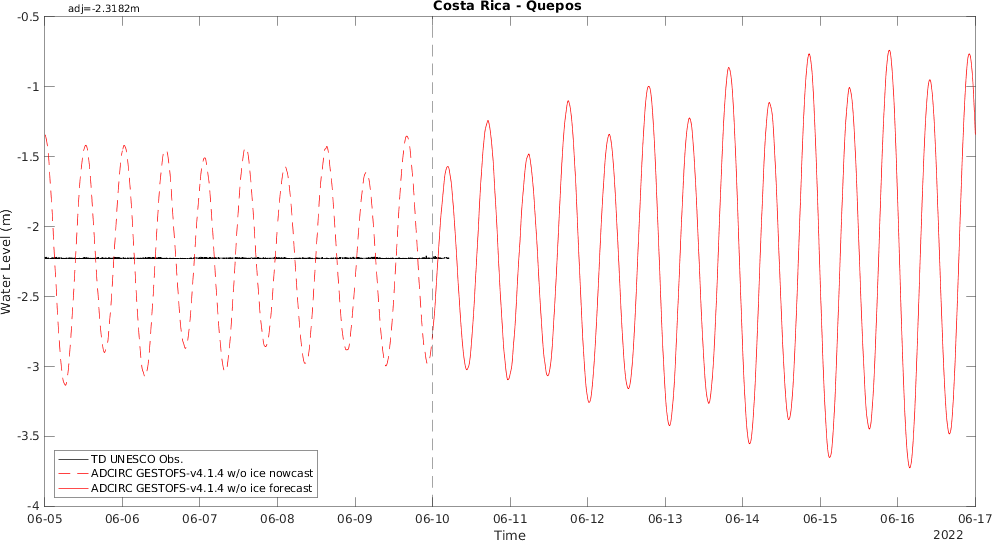 adj=-2.3182m
Costa Rica - Quepos
-0.5
-1
-1.5
-2
-2.5
-3
-3.5
-4
Water Level (m)
TD UNESCO Obs.
ADCIRC GESTOFS-v4.1.4 w/o ice nowcast
ADCIRC GESTOFS-v4.1.4 w/o ice forecast
06-05 06-06 06-07 06-08 06-09 06-10 06-11 06-12 06-13 06-14 06-15 06-16 06-17
Time
2022